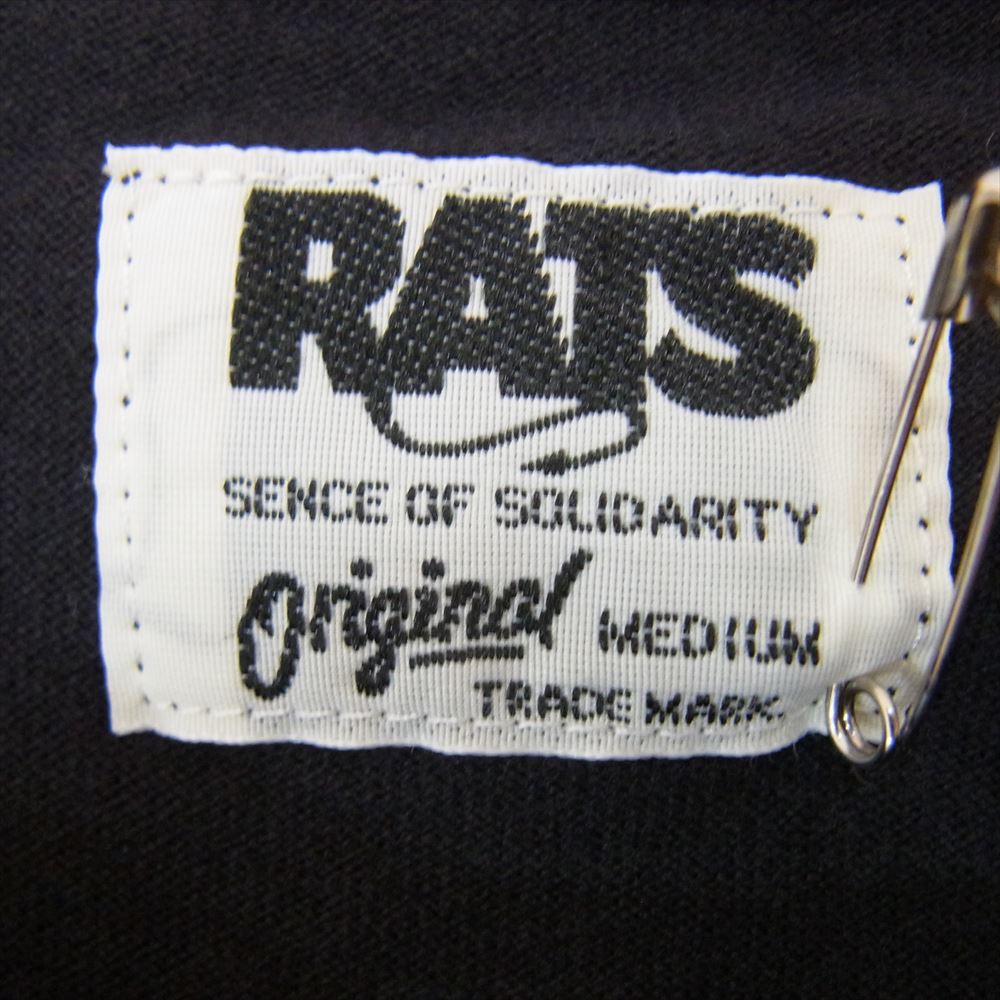 RATS
SENCE OF SOLIDARITY
Original MEDIUM
TRADE MARK.